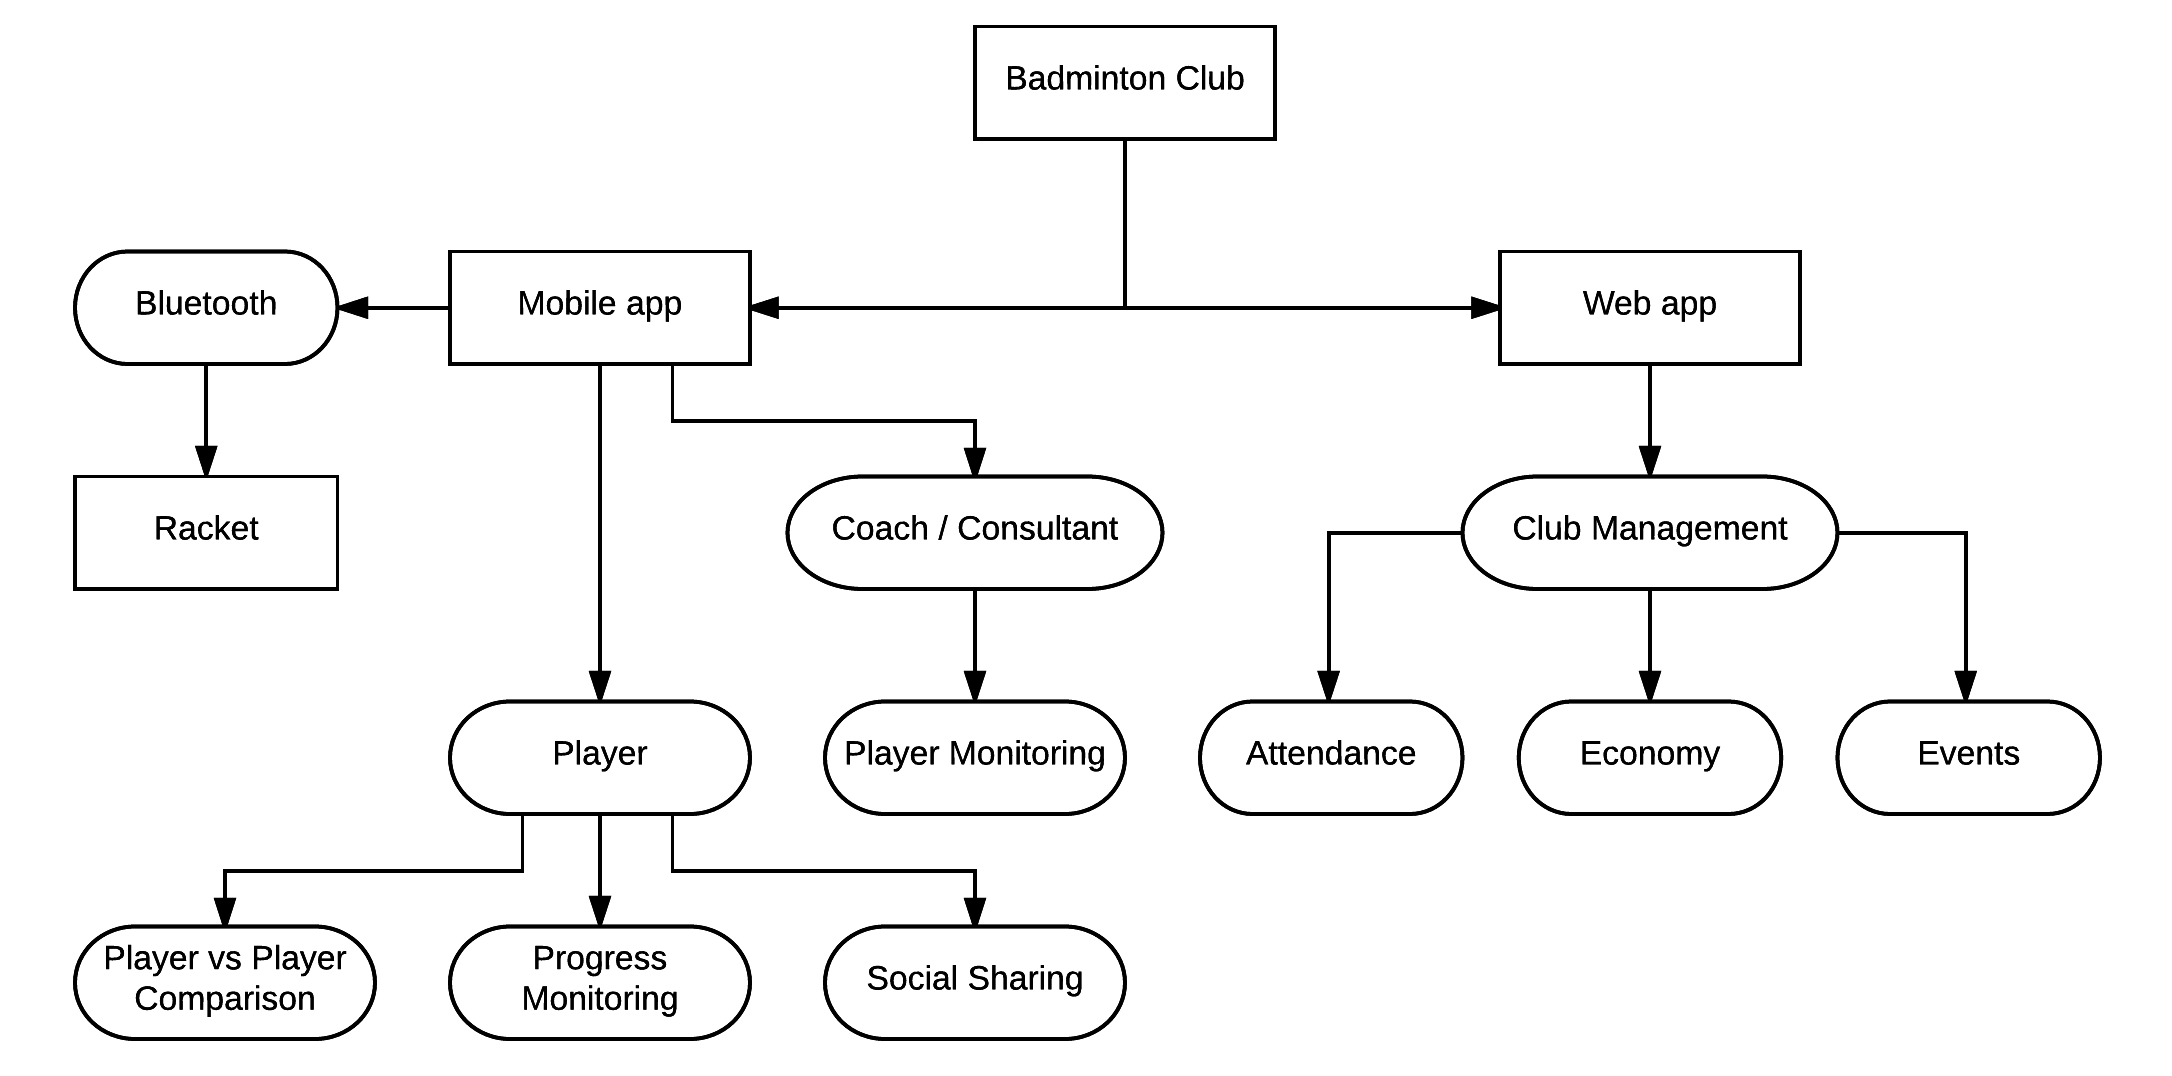 Badminton Club
Bluetooth
Mobile app
Web app
Racket
Coach / Consultant
Club Management
Player
Player Monitoring
Attendance
Economy
Events
Player vs Player
Comparison
Progress
Monitoring
Social Sharing